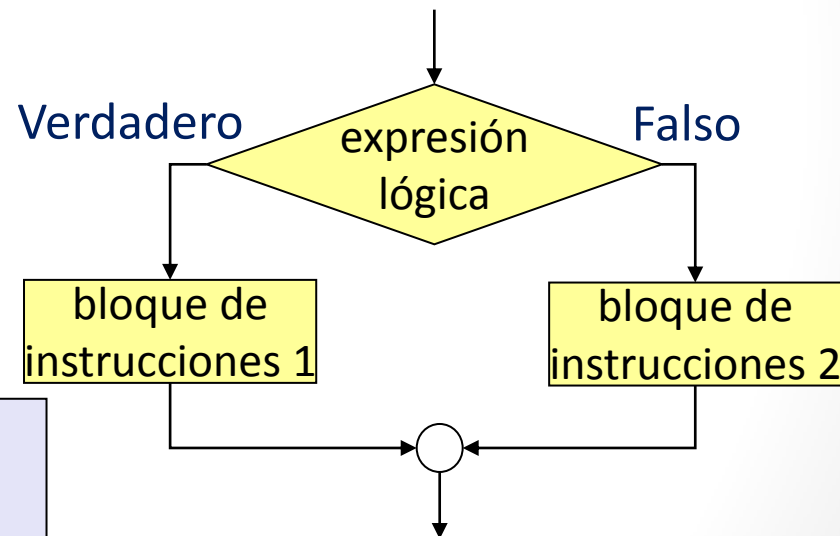 Verdadero
expresión
lógica
Falso
bloque de
instrucciones 1
bloque de
instrucciones 2